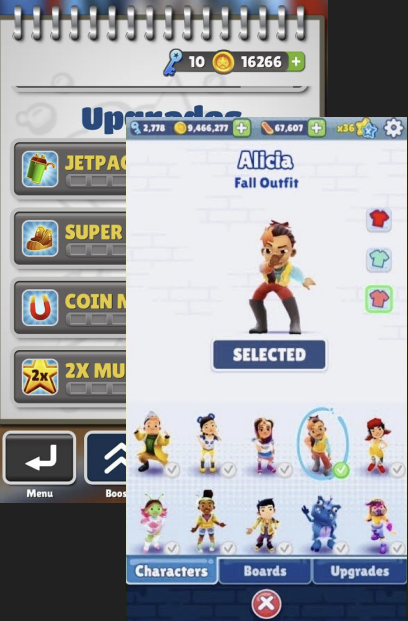 10 16266
Upgrades
JETPAC
SUPER
COIN
2X MU
2x
Menu
Boos
2,778 9,466,277 67,607 x36
Alicia
Fall Outfit
SELECTED
Characters Boards Upgrades